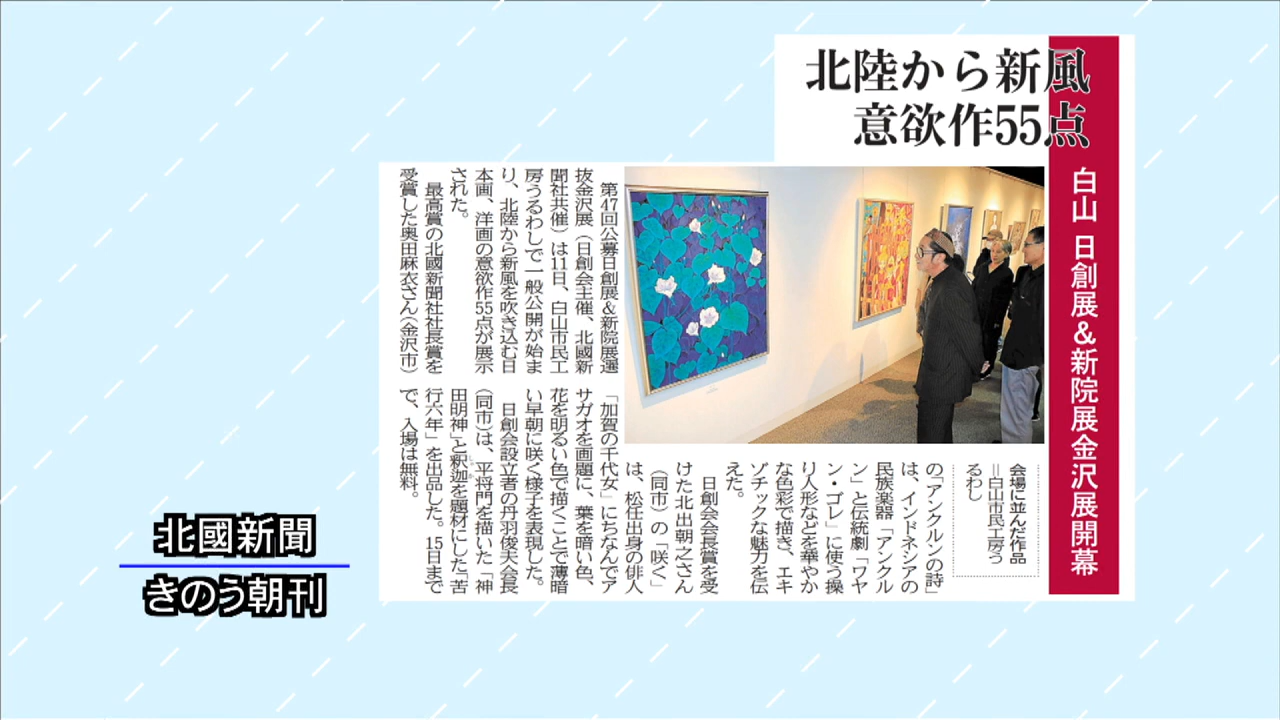 北陸から新風
意欲作55点
白山 日創展&新院展金沢展開幕
第47回公募日創展&新院展選
抜金沢展(日創会主催、北國新
聞社共催)は11日、白山市民工
房うるわしで一般公開が始ま
り、北陸から新風を吹き込む日
本画、洋画の意欲作55点が展示
された。
最高賞の北國新聞社社長賞を
受賞した奥田麻衣さん(金沢市)
の「アンクルンの詩」
は、インドネシアの
民族楽器「アンクル
ン」と伝統劇「ワヤ
ン・ゴレ」に使う操
り人形などを華やか
な色彩で描き、エキ
ゾチックな魅力を伝
えた。
日創会会長賞を受
けた北出朝之さん
(同市)の「咲く」
は、松任出身の俳人
「加賀の千代女」にちなんでア
サガオを画題に、葉を暗い色、
花を明るい色で描くことで薄暗
い早朝に咲く様子を表現した。
日創会設立者の丹羽俊夫会長
(同市)は、平将門を描いた「神
田明神」と釈迦を題材にした「苦
行六年」を出品した。15日まで
で、入場は無料。
会場に並んだ作品
=白山市民工房う
るわし
北國新聞
きのう朝刊